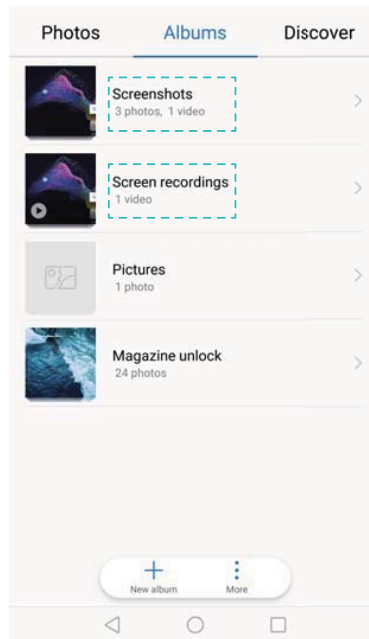 Photos Albums Discover
Screenshots
3 photos, 1 video
Screen recordings
1 video
Pictures
1 photo
Magazine unlock
24 photos
New album More